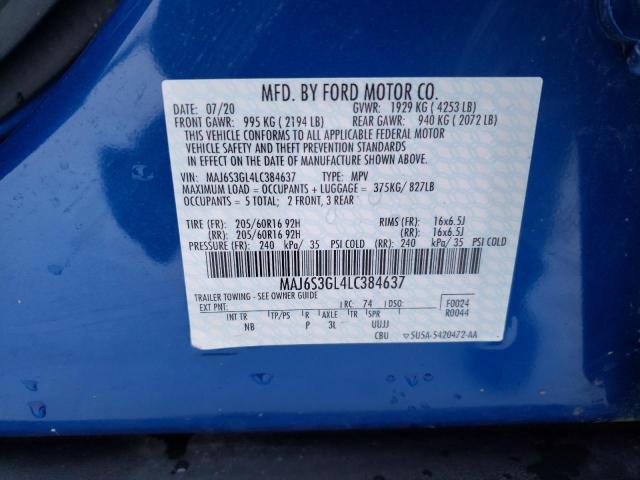 MFD. BY FORD MOTOR CO.
DATE: 07/20 GVWR: 1929 KG ( 4253 LB)
FRONT GAWR: 995 KG ( 2194 LB) REAR GAWR: 940 KG ( 2072 LB)
THIS VEHICLE CONFORMS TO ALL APPLICABLE FEDERAL MOTOR
VEHICLE SAFETY AND THEFT PREVENTION STANDARDS
IN EFFECT ON THE DATE OF MANUFACTURE SHOWN ABOVE.
VIN: MAJ6S3GL4LC384637 TYPE: MPV
MAXIMUM LOAD = OCCUPANTS + LUGGAGE = 375KG/ 827LB
OCCUPANTS = 5 TOTAL; 2 FRONT, 3 REAR
TIRE (FR): 205/60R16 92H RIMS (FR): 16x6.5J
(RR): 205/60R16 92H (RR): 16x6.5J
PRESSURE (FR): 240 kPa/ 35 PSI COLD (RR): 240 kPa/ 35 PSI COLD
MAJ6S3GL4LC384637
TRAILER TOWING - SEE OWNER GUIDE
EXT PNT: RC: 74 DSO: F0024
R0044
INT TR TP/PS R AXLE TR SPR
NB P 3L UUJJ
CBU 5U5A-5420472-AA